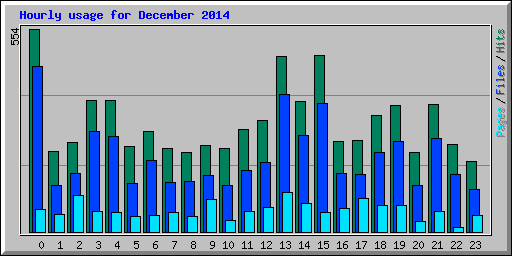 Hourly usage for December 2014
554
Pages / Files / Hits
0 1 2 3 4 5 6 7 8 9 10 11 12 13 14 15 16 17 18 19 20 21 22 23